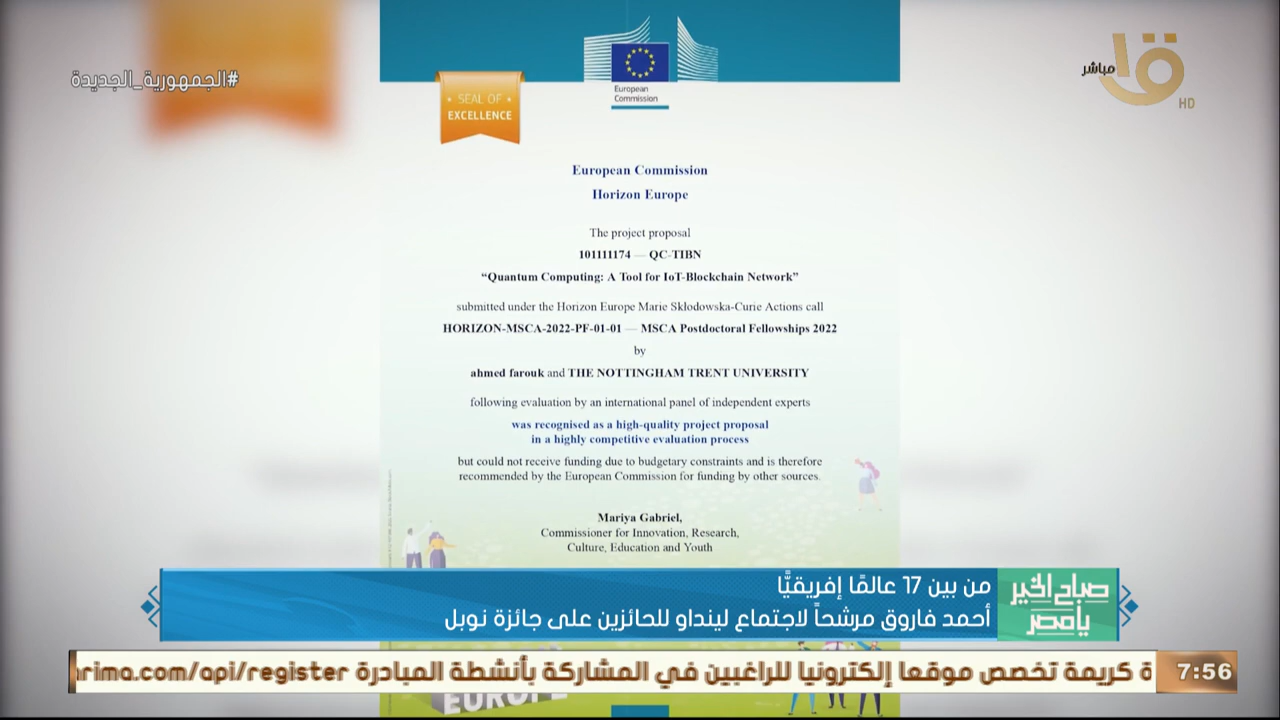 #الجمهورية_الجديدة
مباشر
HD
SEAL OF
EXCELLENCE
European
Commission
European Commission
Horizon Europe
The project proposal
101111174 — QC-TIBN
“Quantum Computing: A Tool for IoT-Blockchain Network”
submitted under the Horizon Europe Marie Skłodowska-Curie Actions call
HORIZON-MSCA-2022-PF-01-01 — MSCA Postdoctoral Fellowships 2022
by
ahmed farouk and THE NOTTINGHAM TRENT UNIVERSITY
following evaluation by an international panel of independent experts
was recognised as a high-quality project proposal
in a highly competitive evaluation process
but could not receive funding due to budgetary constraints and is therefore
recommended by the European Commission for funding by other sources.
Mariya Gabriel,
Commissioner for Innovation, Research,
Culture, Education and Youth
صباح الخير
يا مصر
من بين 17 عالمًا إفريقيًّا
أحمد فاروق مرشحاً لاجتماع لينداو للحائزين على جائزة نوبل
7:56
ة كريمة تخصص موقعا إلكترونيا للراغبين في المشاركة بأنشطة المبادرة rima.com/api/register
EUROPE